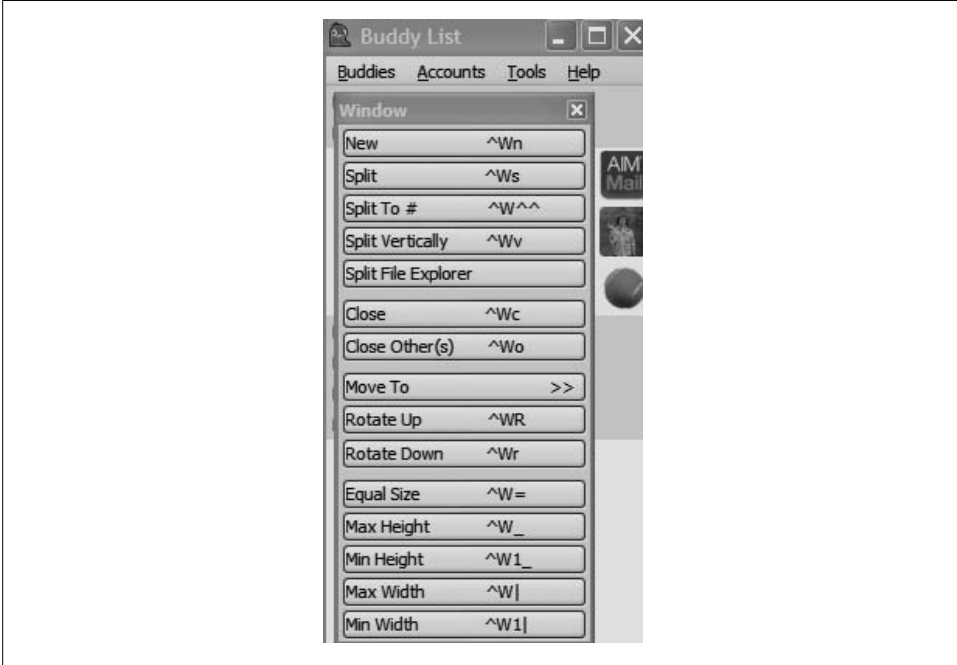 Buddy List
Buddies Accounts Tools Help
Window
New ^Wn
Split ^Ws
Split To # ^W^^
Split Vertically ^Wv
Split File Explorer
Close ^Wc
Close Other(s) ^Wo
Move To >>
Rotate Up ^WR
Rotate Down ^Wr
Equal Size ^W=
Max Height ^W_
Min Height ^W1_
Max Width ^W|
Min Width ^W1|
AIM
Mail